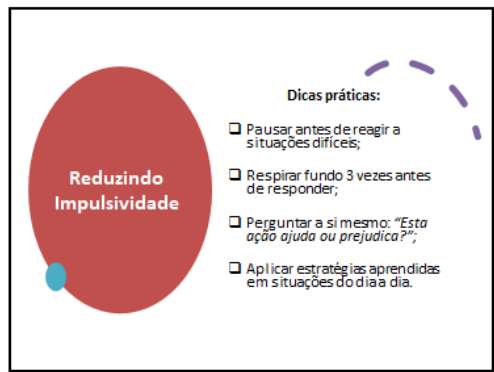 Reduzindo
Impulsividade
Dicas práticas:
❑ Pausar antes de reagir a
situações difíceis;
❑ Respirar fundo 3 vezes antes
de responder;
❑ Perguntar a si mesmo: “Esta
ação ajuda ou prejudica?”;
❑ Aplicar estratégias aprendidas
em situações do dia a dia.